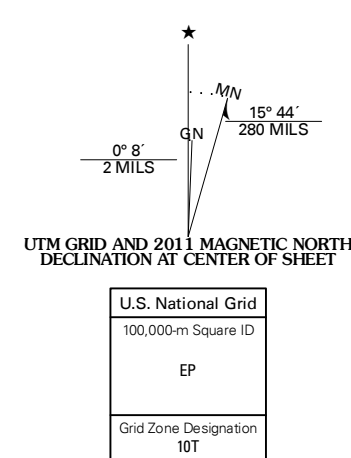 ★
. . . MN
15° 44´
280 MILS
GN
0° 8´
2 MILS
UTM GRID AND 2011 MAGNETIC NORTH
DECLINATION AT CENTER OF SHEET
U.S. National Grid
100,000-m Square ID
EP
Grid Zone Designation
10T